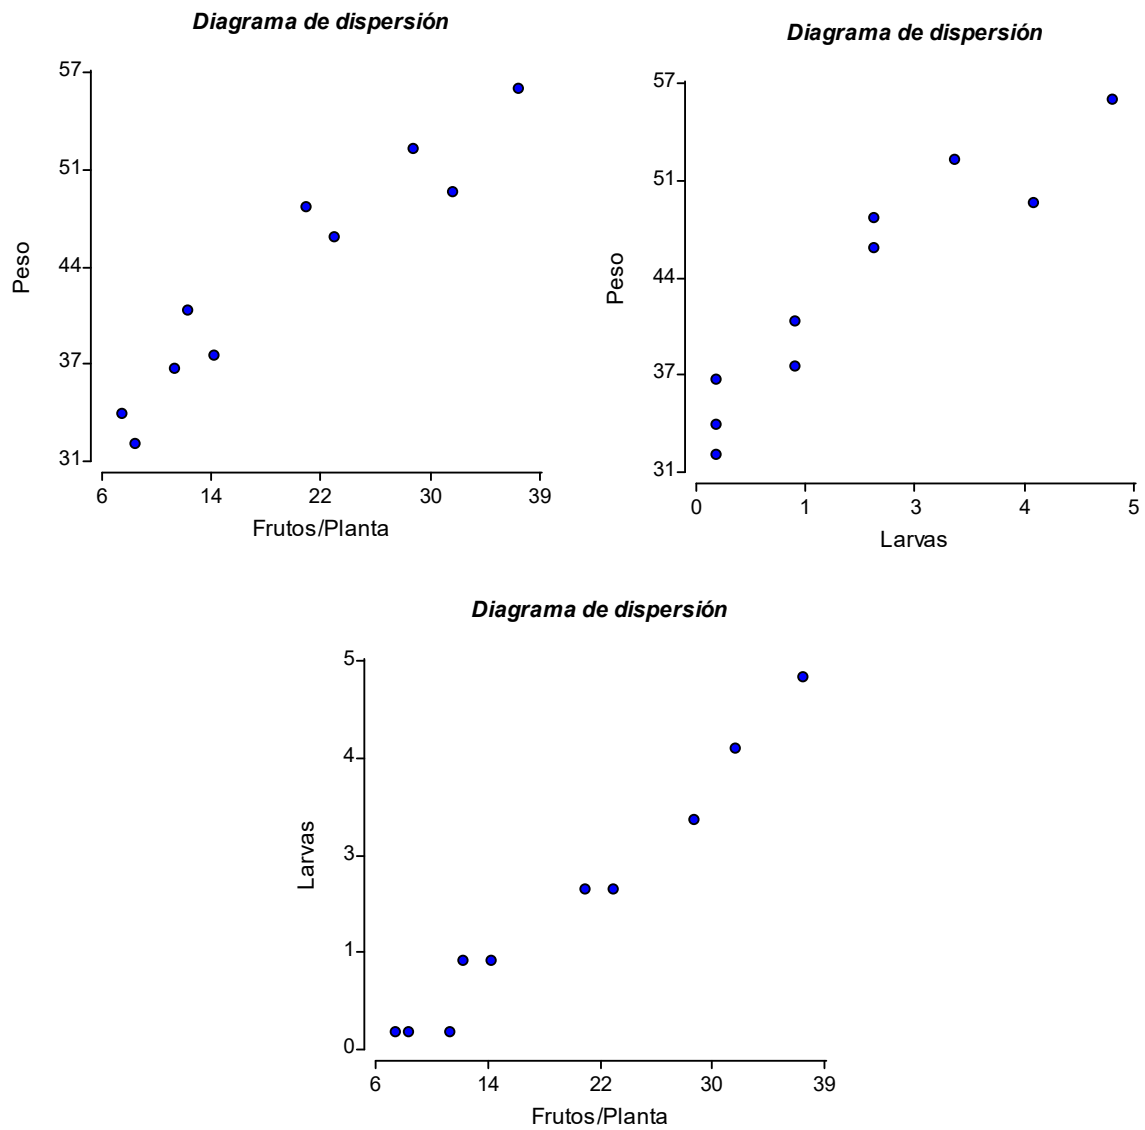 Diagrama de dispersión
57
51
44
37
31
Peso
6 14 22 30 39
Frutos/Planta
Diagrama de dispersión
57
51
44
37
31
Peso
0 1 3 4 5
Larvas
Diagrama de dispersión
5
4
3
1
0
Larvas
6 14 22 30 39
Frutos/Planta